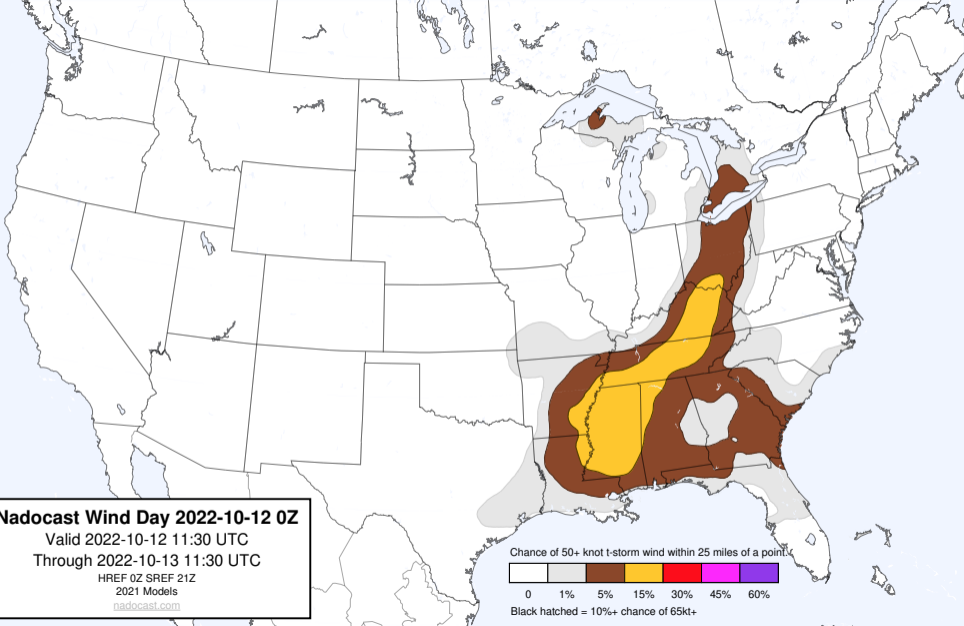 Nadocast Wind Day 2022-10-12 0Z
Valid 2022-10-12 11:30 UTC
Through 2022-10-13 11:30 UTC
HREF 0Z SREF 21Z
2021 Models
nadocast.com
Chance of 50+ knot t-storm wind within 25 miles of a point.
0 1% 5% 15% 30% 45% 60%
Black hatched = 10%+ chance of 65kt+